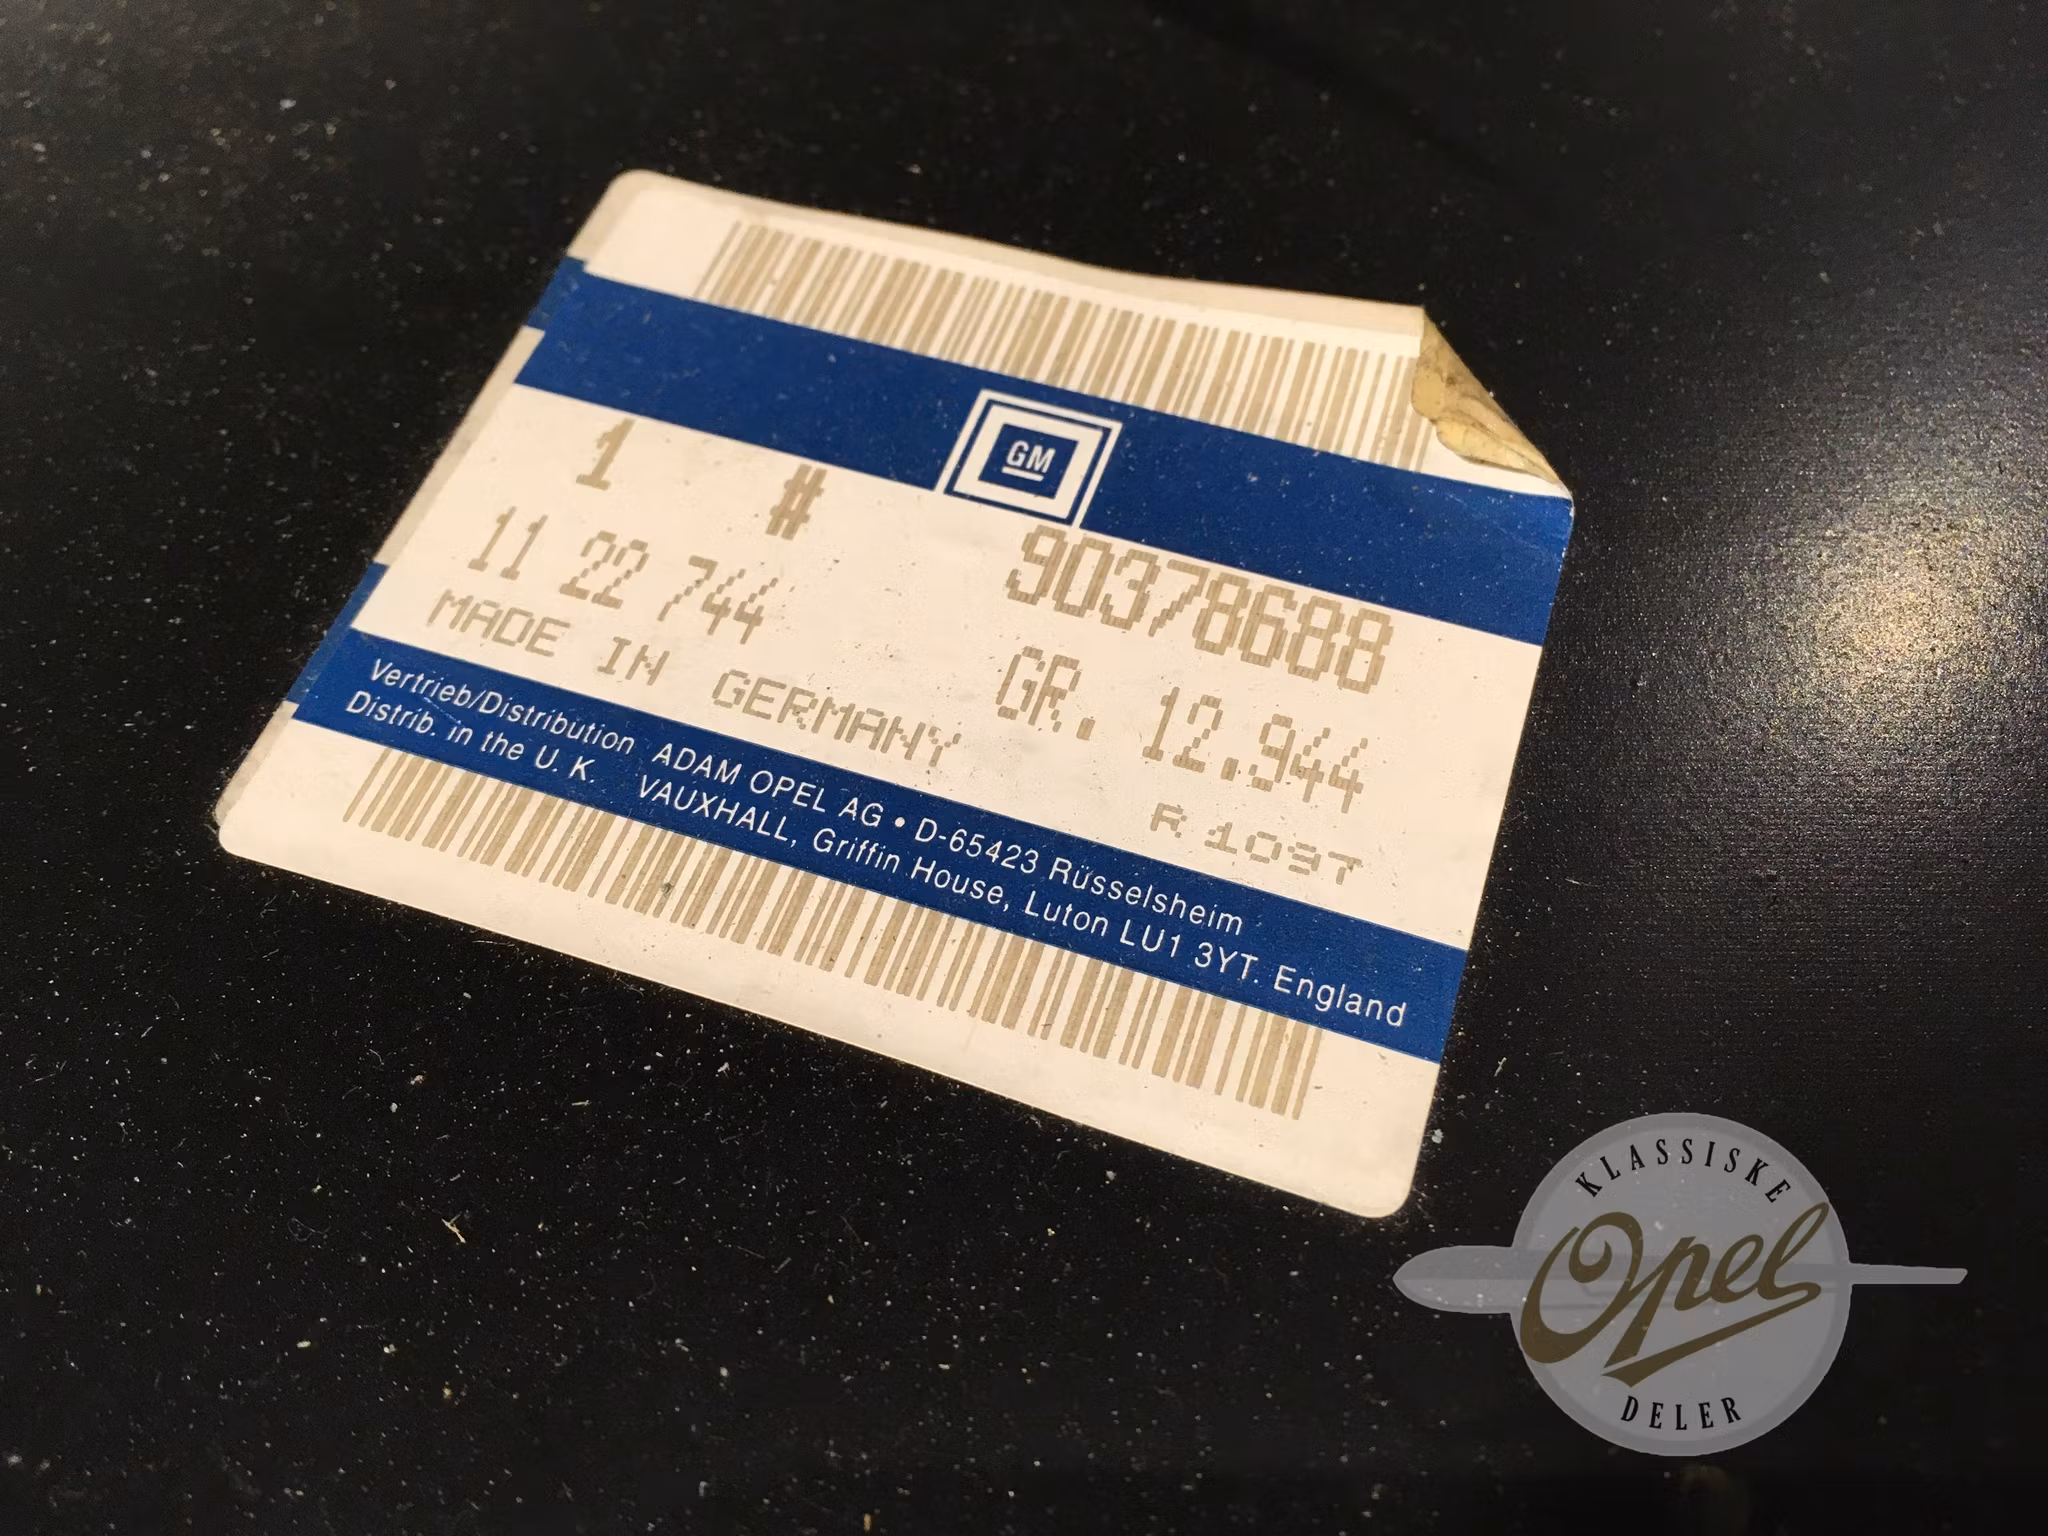 GM
1 #
90378688
11 22 744
GR. 12.944
MADE IN GERMANY
R 1037
Vertrieb/Distribution ADAM OPEL AG • D-65423 Rüsselsheim
Distrib. in the U. K. VAUXHALL, Griffin House, Luton LU1 3YT. England
KLASSISKE
Opel
DELER